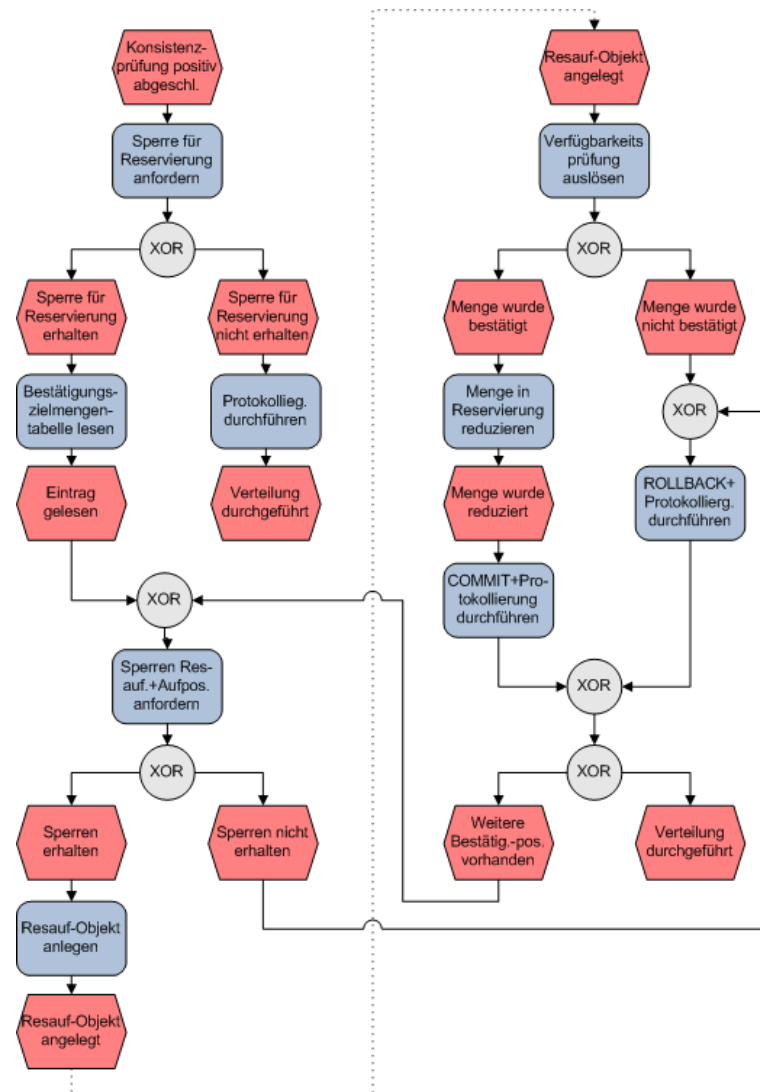 Konsistenz-
prüfung positiv
abgeschl.
Sperre für
Reservierung
anfordern
XOR
Sperre für
Reservierung
erhalten
Sperre für
Reservierung
nicht erhalten
Bestätigungs-
zielmengen-
tabelle lesen
Protokollieg.
durchführen
Eintrag
gelesen
Verteilung
durchgeführt
XOR
Sperren Res-
auf.+Aufpos.
anfordern
XOR
Sperren
erhalten
Sperren nicht
erhalten
Resauf-Objekt
anlegen
Resauf-Objekt
angelegt
Resauf-Objekt
angelegt
Verfügbarkeits
prüfung
auslösen
XOR
Menge wurde
bestätigt
Menge wurde
nicht bestätigt
Menge in
Reservierung
reduzieren
XOR
Menge wurde
reduziert
ROLLBACK+
Protokollierg.
durchführen
COMMIT+Pro-
tokollierung
durchführen
XOR
XOR
Weitere
Bestätig.-pos.
vorhanden
Verteilung
durchgeführt